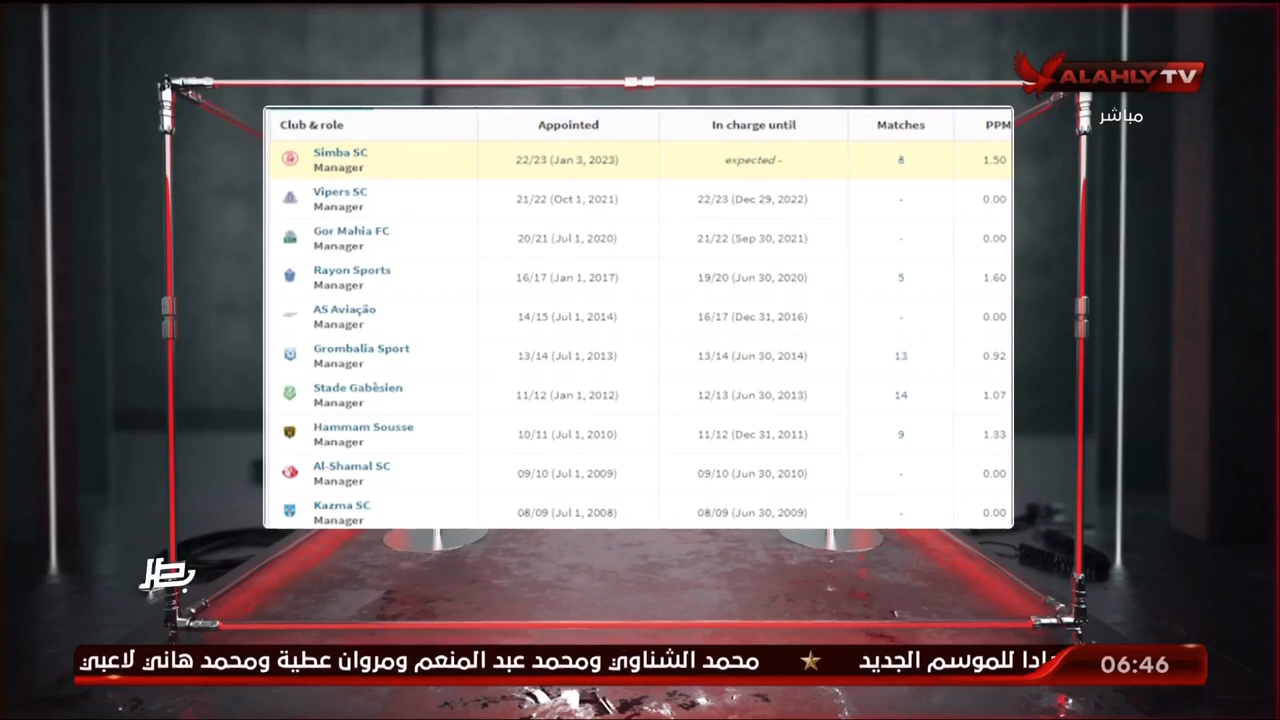 ALAHLY TV
مباشر
Club & role Appointed In charge until Matches PPM
Simba SC
Manager 22/23 (Jan 3, 2023) expected - 8 1.50
Vipers SC
Manager 21/22 (Oct 1, 2021) 22/23 (Dec 29, 2022) - 0.00
Gor Mahia FC
Manager 20/21 (Jul 1, 2020) 21/22 (Sep 30, 2021) - 0.00
Rayon Sports
Manager 16/17 (Jan 1, 2017) 19/20 (Jun 30, 2020) 5 1.60
AS Aviação
Manager 14/15 (Jul 1, 2014) 16/17 (Dec 31, 2016) - 0.00
Grombalia Sport
Manager 13/14 (Jul 1, 2013) 13/14 (Jun 30, 2014) 13 0.92
Stade Gabèsien
Manager 11/12 (Jan 1, 2012) 12/13 (Jun 30, 2013) 14 1.07
Hammam Sousse
Manager 10/11 (Jul 1, 2010) 11/12 (Dec 31, 2011) 9 1.33
Al-Shamal SC
Manager 09/10 (Jul 1, 2009) 09/10 (Jun 30, 2010) - 0.00
Kazma SC
Manager 08/09 (Jul 1, 2008) 08/09 (Jun 30, 2009) - 0.00
للموسم الجديد ★ محمد الشناوي ومحمد عبد المنعم ومروان عطية ومحمد هاني لاعبي
06:46